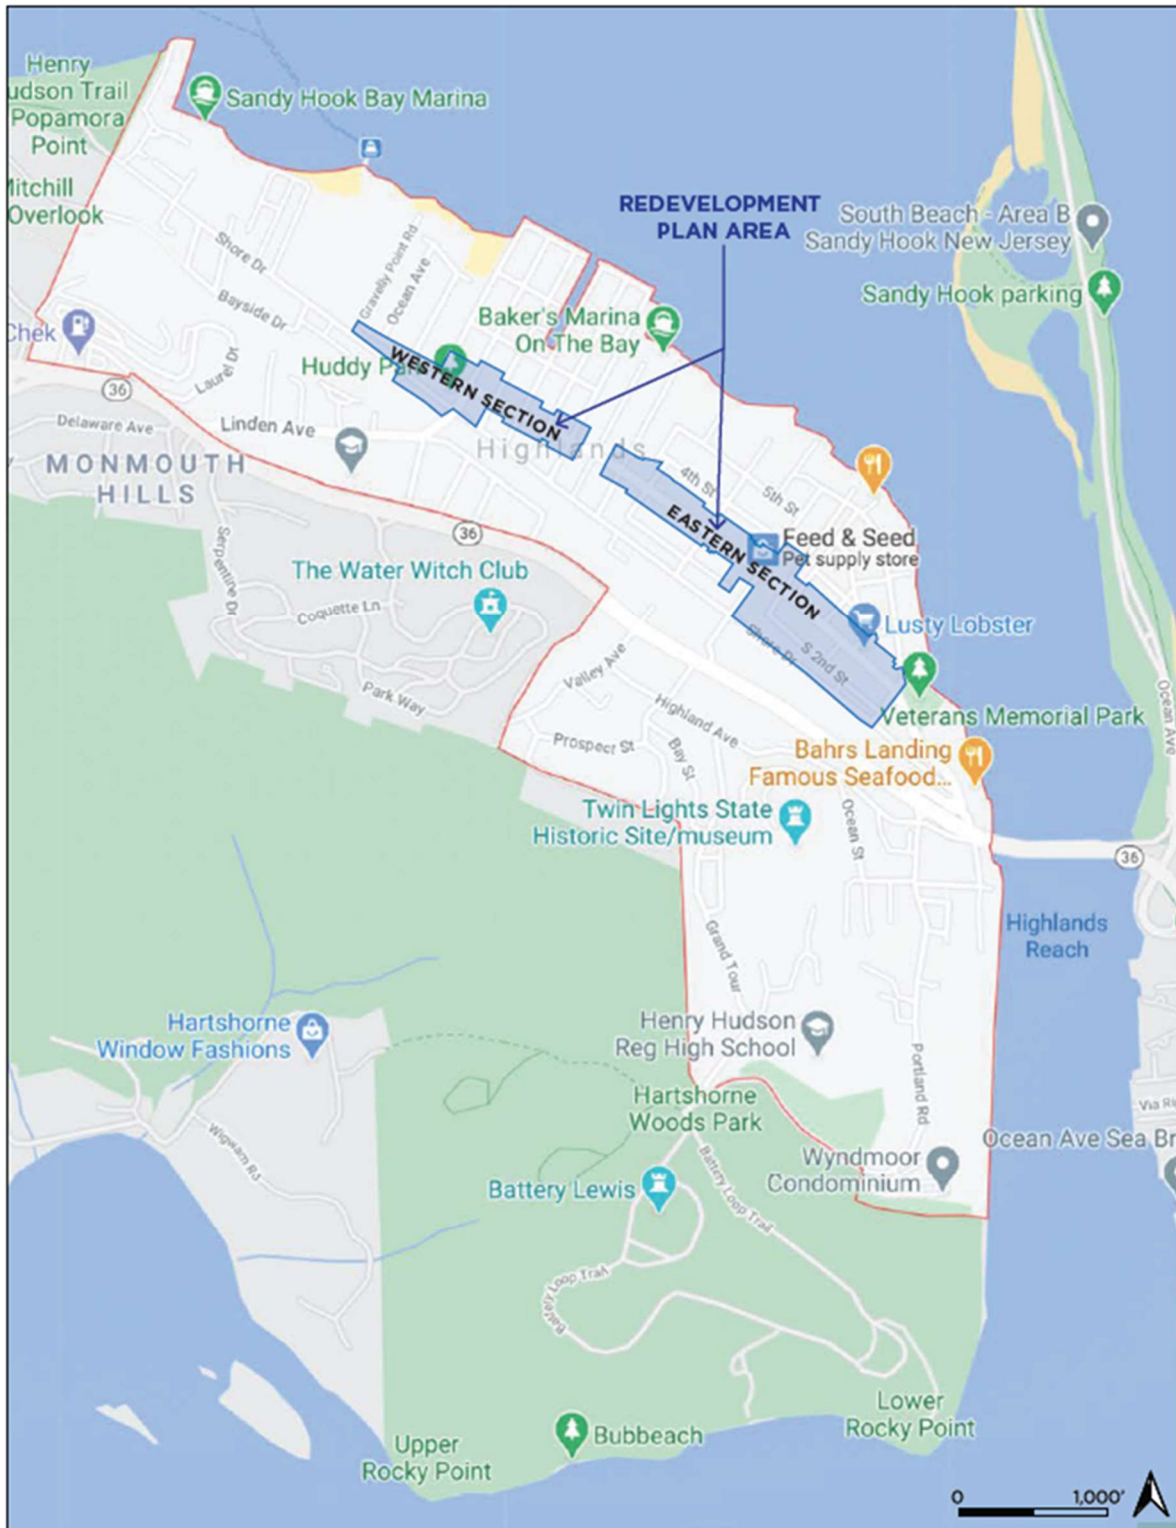 Henry
udson Trail
Popamora
Point
Sandy Hook Bay Marina
Mitchill
Overlook
REDEVELOPMENT
PLAN AREA
South Beach - Area B
Sandy Hook New Jersey
Shore Dr
Gravelly Point Rd
Ocean Ave
Sandy Hook parking
Bayside Dr
Baker's Marina
On The Bay
Chek
Huddy Pa
WESTERN SECTION
Laurel Dr
36
Delaware Ave
Linden Ave
Highlands
MONMOUTH
HILLS
4th St
5th St
36
EASTERN SECTION
Feed & Seed
Pet supply store
Serpentine Dr
The Water Witch Club
Coquette Ln
Lusty Lobster
Shore Dr
S 2nd St
Valley Ave
Park Way
Ocean Ave
Highland Ave
Veterans Memorial Park
Prospect St
Bay St
Bahrs Landing
Famous Seafood...
Twin Lights State
Historic Site/museum
Ocean St
36
Highlands
Reach
Grand Tour
Hartshorne
Window Fashions
Henry Hudson
Reg High School
Portland Rd
Hartshorne
Woods Park
Via Ri
Wigwam Rd
Ocean Ave Sea Br
Battery Loop Trail
Wyndmoor
Condominium
Battery Lewis
Battery Loop Trail
Lower
Rocky Point
Bubbeach
Upper
Rocky Point
0 1,000'